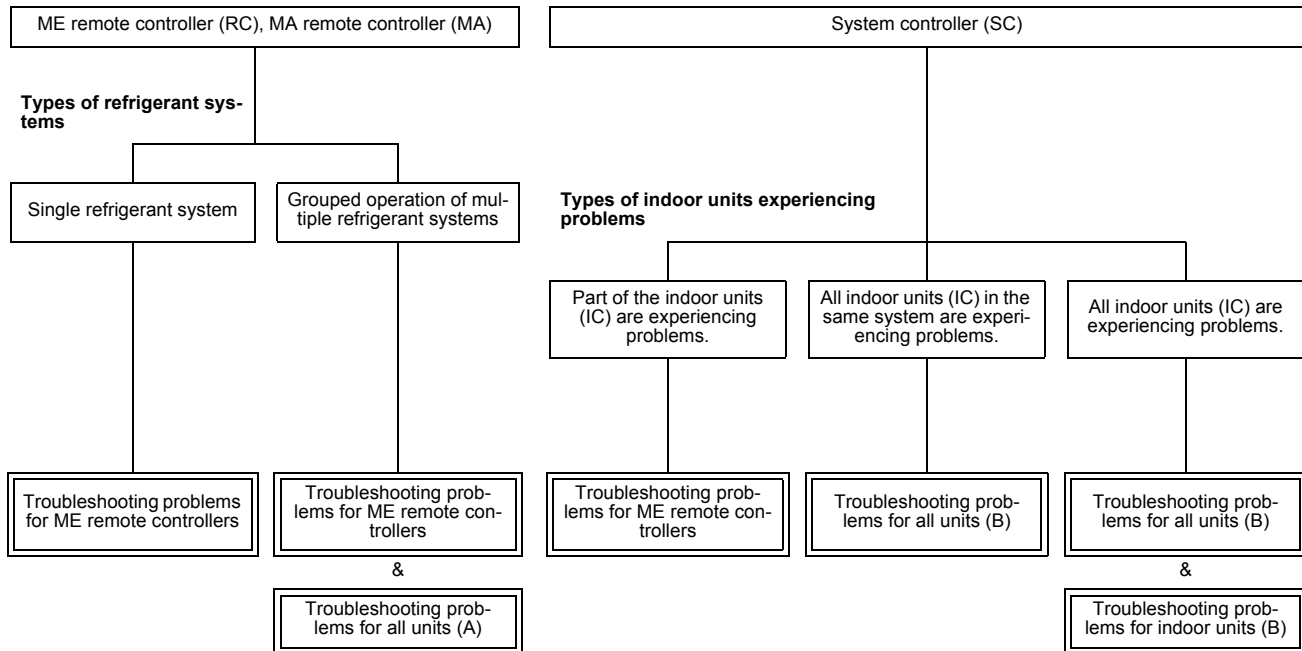 ME remote controller (RC), MA remote controller (MA)
System controller (SC)
Types of refrigerant sys-
tems
Single refrigerant system
Grouped operation of mul-
tiple refrigerant systems
Types of indoor units experiencing
problems
Part of the indoor units
(IC) are experiencing
problems.
All indoor units (IC) in the
same system are experi-
encing problems.
All indoor units (IC) are
experiencing problems.
Troubleshooting problems
for ME remote controllers
Troubleshooting prob-
lems for ME remote con-
trollers
&
Troubleshooting prob-
lems for all units (A)
Troubleshooting prob-
lems for ME remote con-
trollers
Troubleshooting prob-
lems for all units (B)
Troubleshooting prob-
lems for all units (B)
&
Troubleshooting prob-
lems for indoor units (B)